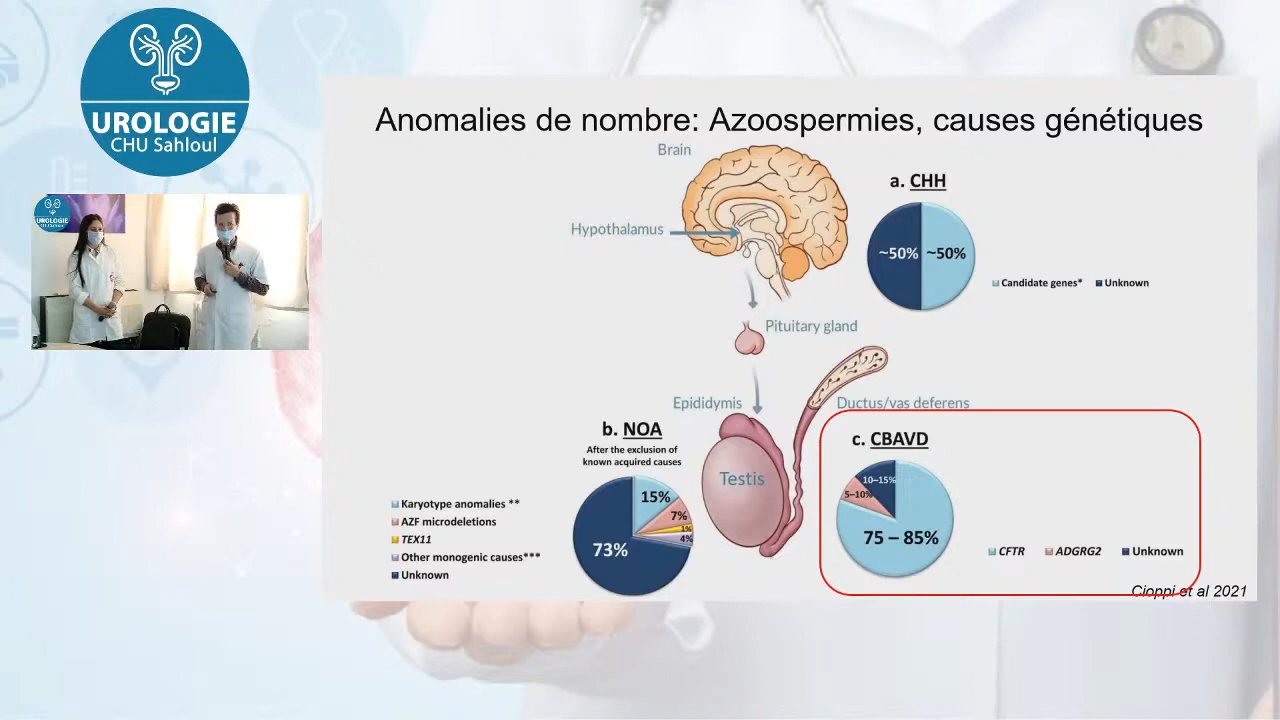 UROLOGIE
CHU Sahloul
UROLOGIE
CHU Sahloul
Anomalies de nombre: Azoospermies, causes génétiques
Brain
a. CHH
Hypothalamus
~50%
~50%
Candidate genes*
Unknown
Pituitary gland
Epididymis
Ductus/vas deferens
b. NOA
After the exclusion of
known acquired causes
c. CBAVD
Testis
Karyotype anomalies **
AZF microdeletions
TEX11
Other monogenic causes***
Unknown
15%
7%
1%
4%
73%
10–15%
5–10%
75 – 85%
CFTR
ADGRG2
Unknown
Cioppi et al 2021